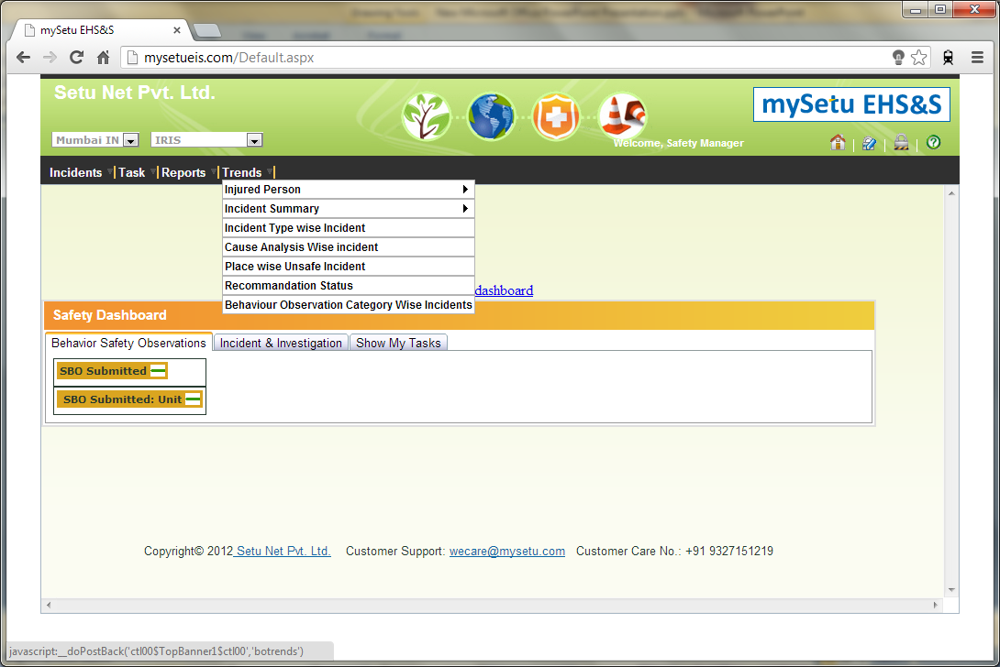 mySetu EHS&S
mysetueis.com/Default.aspx
Setu Net Pvt. Ltd.
mySetu EHS&S
Mumbai IN
IRIS
Welcome, Safety Manager
Incidents
Task
Reports
Trends
Injured Person
Incident Summary
Incident Type wise Incident
Cause Analysis Wise incident
Place wise Unsafe Incident
Recommandation Status
Behaviour Observation Category Wise Incidents
dashboard
Safety Dashboard
Behavior Safety Observations
Incident & Investigation
Show My Tasks
SBO Submitted
SBO Submitted: Unit
Copyright© 2012 Setu Net Pvt. Ltd. Customer Support: wecare@mysetu.com Customer Care No.: +91 9327151219
javascript:__doPostBack('ctl00$TopBanner1$ctl00','botrends')